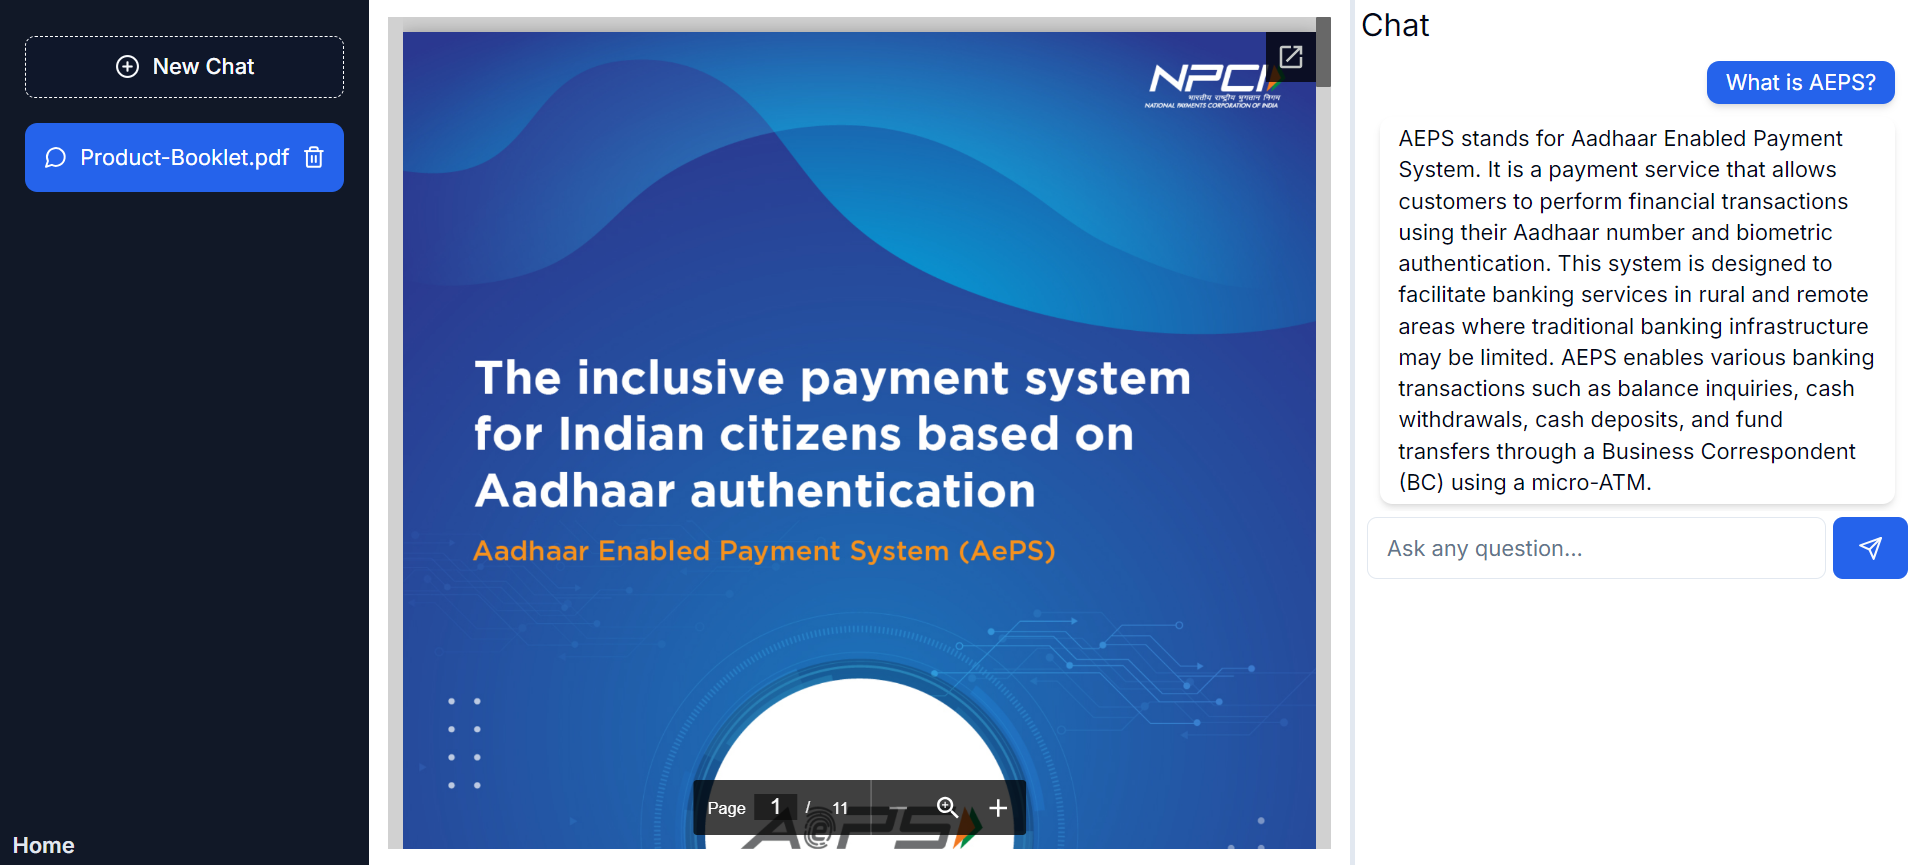 New Chat
Product-Booklet.pdf
Home
NPCI
भारतीय राष्ट्रीय भुगतान निगम
NATIONAL PAYMENTS CORPORATION OF INDIA
The inclusive payment system
for Indian citizens based on
Aadhaar authentication
Aadhaar Enabled Payment System (AePS)
Page 1 / 11
AePS
Chat
What is AEPS?
AEPS stands for Aadhaar Enabled Payment
System. It is a payment service that allows
customers to perform financial transactions
using their Aadhaar number and biometric
authentication. This system is designed to
facilitate banking services in rural and remote
areas where traditional banking infrastructure
may be limited. AEPS enables various banking
transactions such as balance inquiries, cash
withdrawals, cash deposits, and fund
transfers through a Business Correspondent
(BC) using a micro-ATM.
Ask any question...